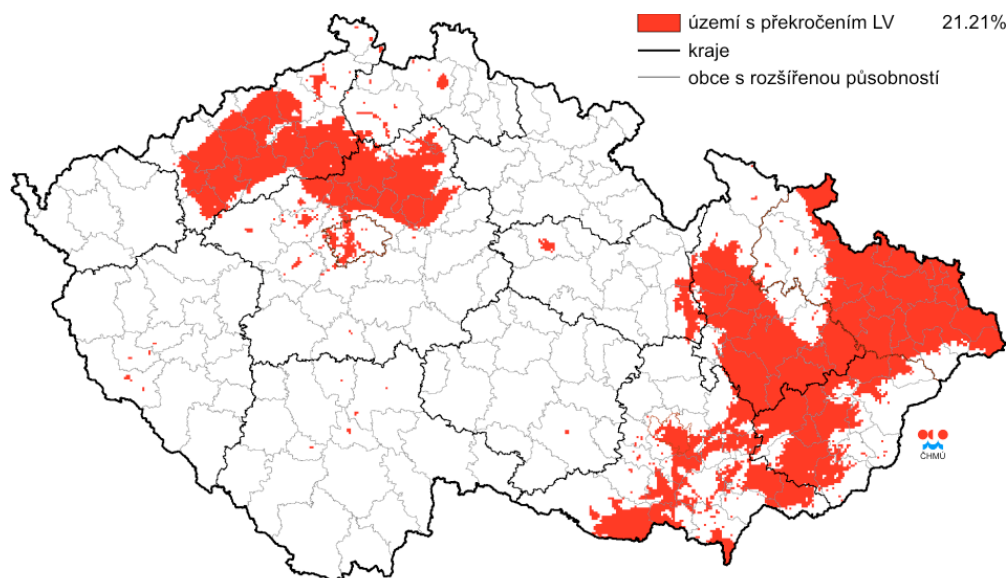 území s překročením LV 21.21%
kraje
obce s rozšířenou působností
ČHMÚ